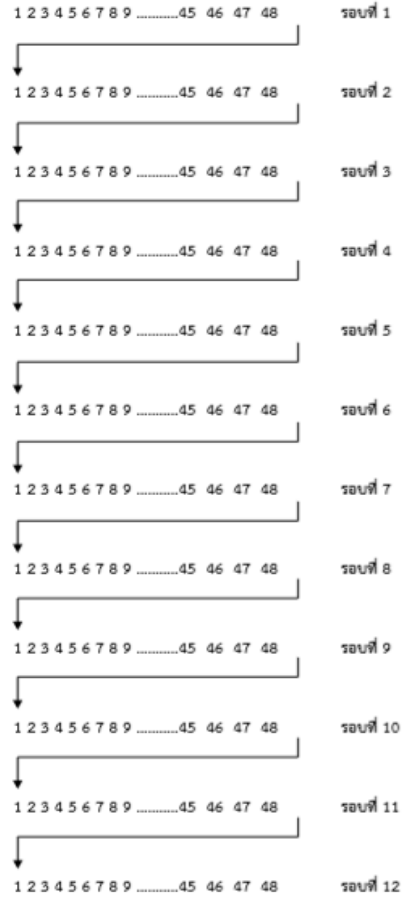 1 2 3 4 5 6 7 8 9 ............45 46 47 48 รอบที่ 1
1 2 3 4 5 6 7 8 9 ............45 46 47 48 รอบที่ 2
1 2 3 4 5 6 7 8 9 ............45 46 47 48 รอบที่ 3
1 2 3 4 5 6 7 8 9 ............45 46 47 48 รอบที่ 4
1 2 3 4 5 6 7 8 9 ............45 46 47 48 รอบที่ 5
1 2 3 4 5 6 7 8 9 ............45 46 47 48 รอบที่ 6
1 2 3 4 5 6 7 8 9 ............45 46 47 48 รอบที่ 7
1 2 3 4 5 6 7 8 9 ............45 46 47 48 รอบที่ 8
1 2 3 4 5 6 7 8 9 ............45 46 47 48 รอบที่ 9
1 2 3 4 5 6 7 8 9 ............45 46 47 48 รอบที่ 10
1 2 3 4 5 6 7 8 9 ............45 46 47 48 รอบที่ 11
1 2 3 4 5 6 7 8 9 ............45 46 47 48 รอบที่ 12